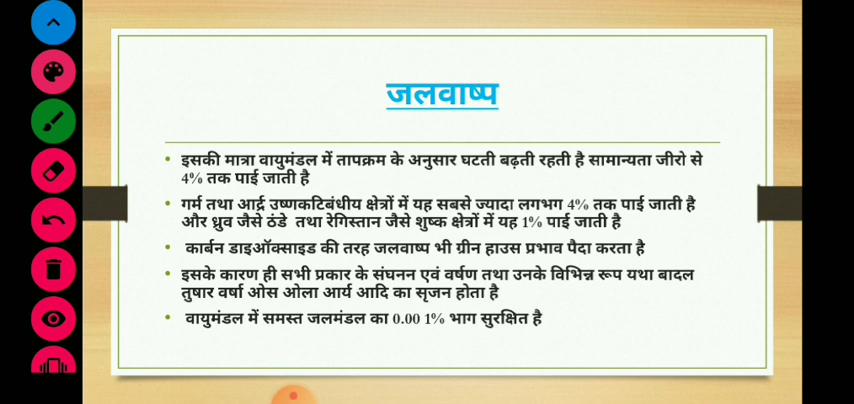 जलवाष्प
• इसकी मात्रा वायुमंडल में तापक्रम के अनुसार घटती बढ़ती रहती है सामान्यता जीरो से
4% तक पाई जाती है
• गर्म तथा आर्द्र उष्णकटिबंधीय क्षेत्रों में यह सबसे ज्यादा लगभग 4% तक पाई जाती है
और ध्रुव जैसे ठंडे तथा रेगिस्तान जैसे शुष्क क्षेत्रों में यह 1% पाई जाती है
• कार्बन डाइऑक्साइड की तरह जलवाष्प भी ग्रीन हाउस प्रभाव पैदा करता है
• इसके कारण ही सभी प्रकार के संघनन एवं वर्षण तथा उनके विभिन्न रूप यथा बादल
तुषार वर्षा ओस ओला आर्य आदि का सृजन होता है
• वायुमंडल में समस्त जलमंडल का 0.00 1% भाग सुरक्षित है